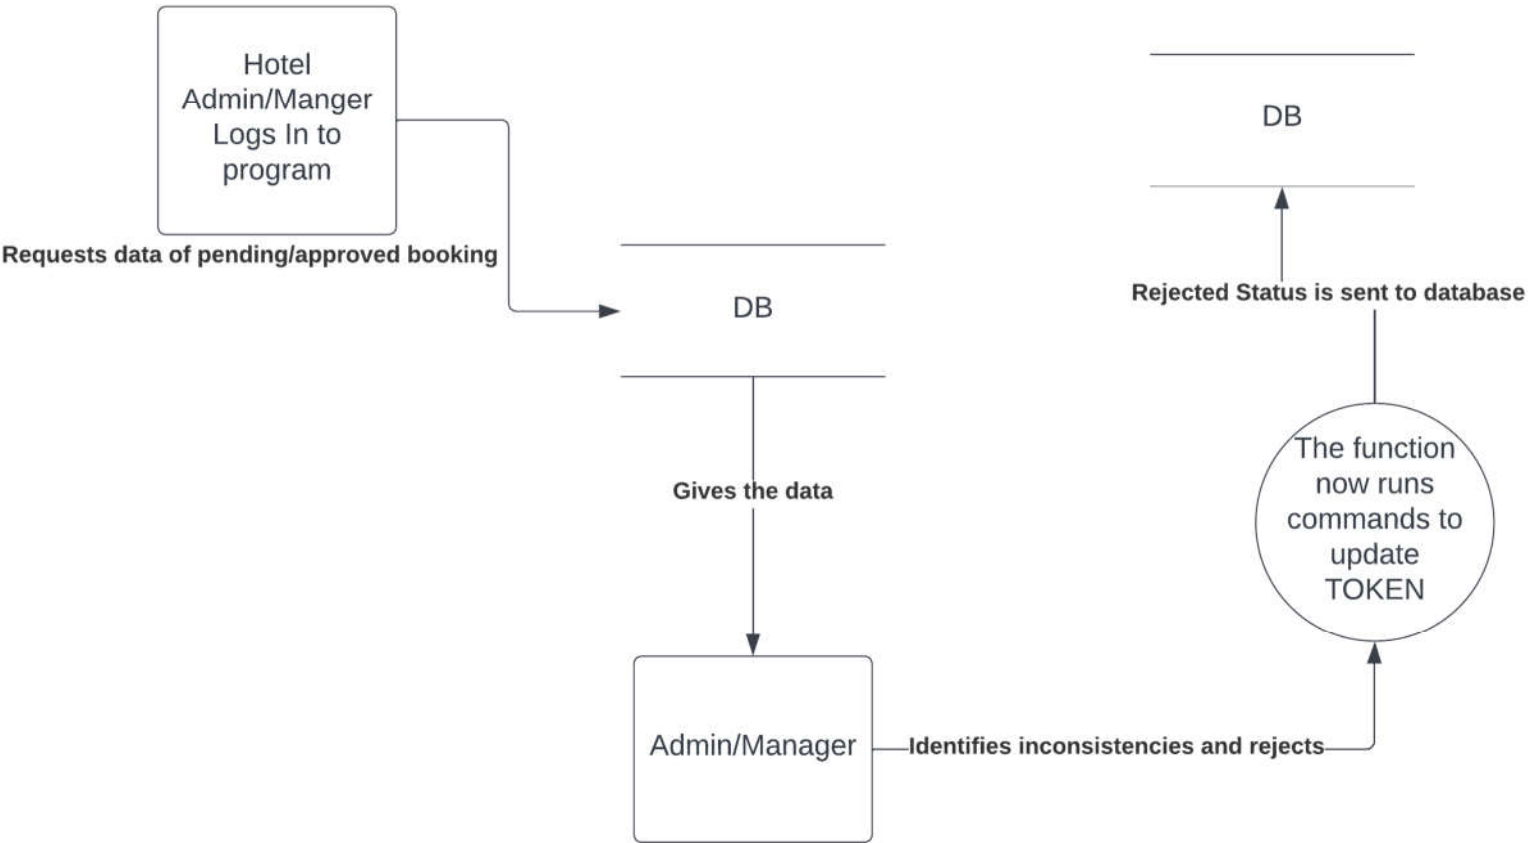 Hotel
Admin/Manger
Logs In to
program
Requests data of pending/approved booking
DB
Gives the data
Admin/Manager
Identifies inconsistencies and rejects
The function
now runs
commands to
update
TOKEN
Rejected Status is sent to database
DB